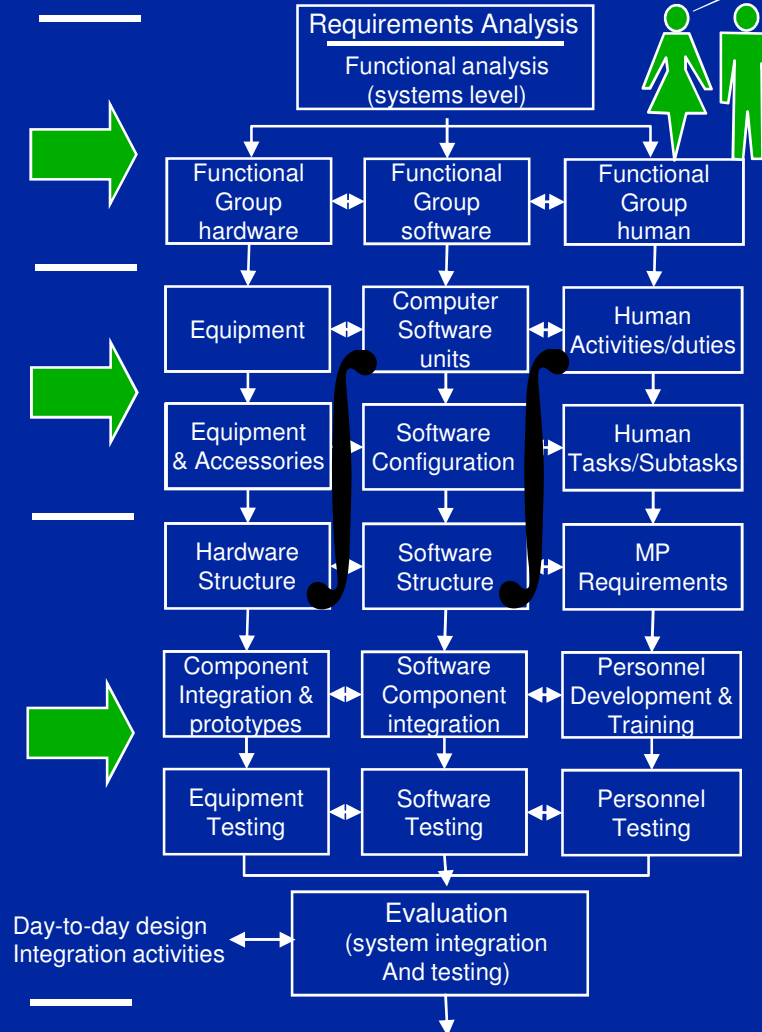 Requirements Analysis
Functional analysis
(systems level)
Functional
Group
hardware
Functional
Group
software
Functional
Group
human
Equipment
Computer
Software
units
Human
Activities/duties
Equipment
& Accessories
Software
Configuration
Human
Tasks/Subtasks
Hardware
Structure
Software
Structure
MP
Requirements
Component
Integration &
prototypes
Software
Component
integration
Personnel
Development &
Training
Equipment
Testing
Software
Testing
Personnel
Testing
Day-to-day design
Integration activities
Evaluation
(system integration
And testing)